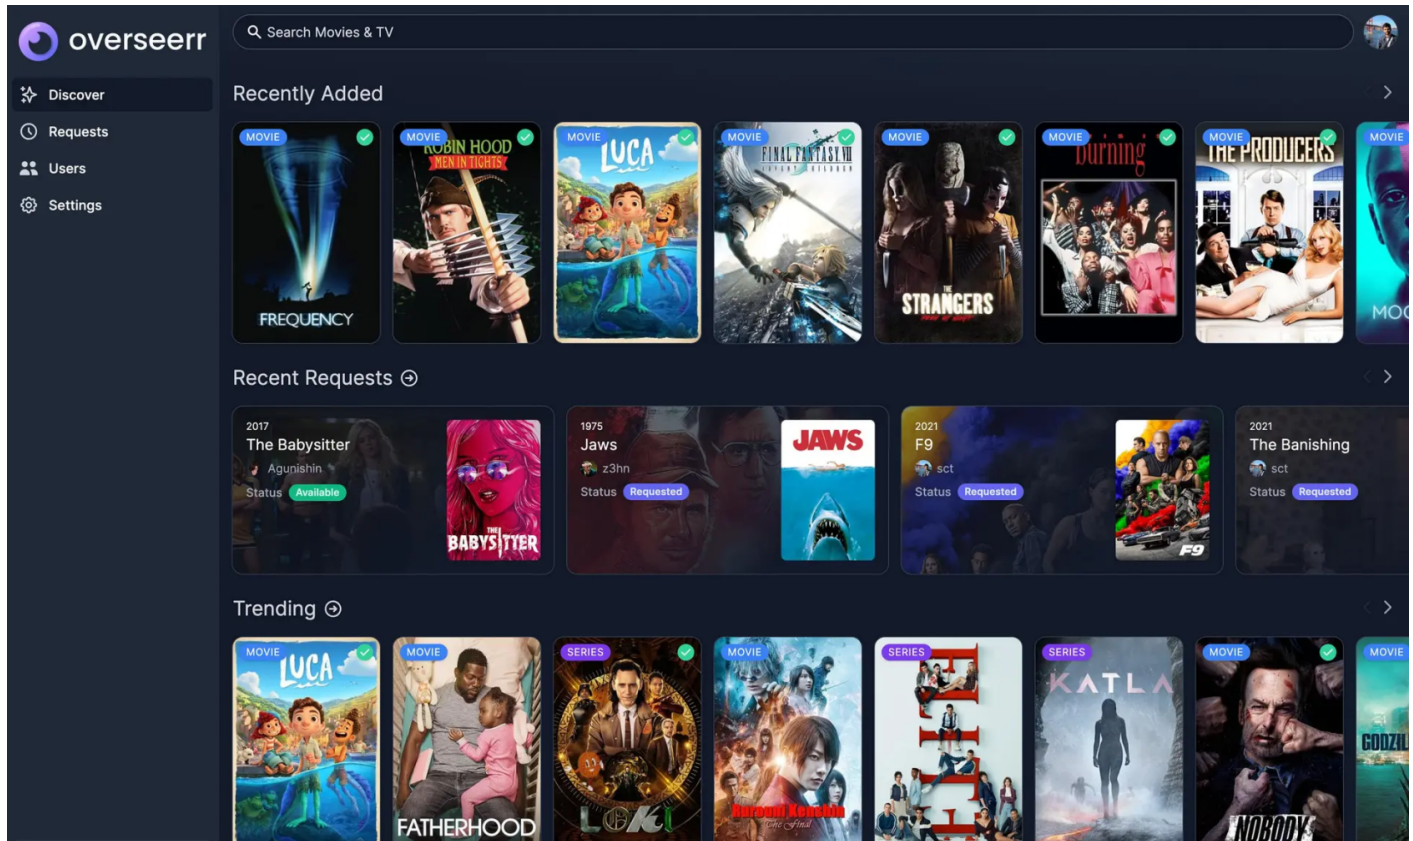 overseerr
Search Movies & TV
Discover
Requests
Users
Settings
Recently Added
MOVIE
FREQUENCY
MOVIE
ROBIN HOOD
MEN IN TIGHTS
MOVIE
LUCA
MOVIE
FINAL FANTASY VII
ADVENT CHILDREN
MOVIE
THE
STRANGERS
MOVIE
burning
MOVIE
THE PRODUCERS
MOVIE
MOO
Recent Requests
2017
The Babysitter
Agunishin
Status Available
THE
BABYSITTER
1975
Jaws
z3hn
Status Requested
JAWS
2021
F9
sct
Status Requested
F9
2021
The Banishing
sct
Status Requested
Trending
MOVIE
LUCA
MOVIE
FATHERHOOD
SERIES
LOKI
MOVIE
Rurouni Kenshin
The Final
SERIES
SERIES
KATLA
MOVIE
NOBODY
MOVIE
GODZIL